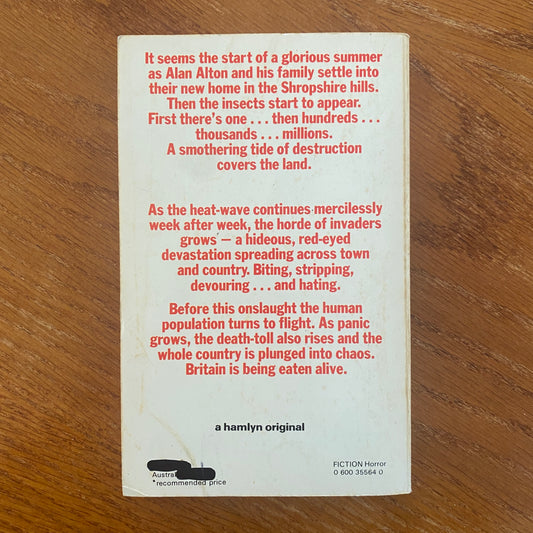 It seems the start of a glorious summer
as Alan Alton and his family settle into
their new home in the Shropshire hills.
Then the insects start to appear.
First there's one . . . then hundreds . . .
thousands . . . millions.
A smothering tide of destruction
covers the land.
As the heat-wave continues mercilessly
week after week, the horde of invaders
grows – a hideous, red-eyed
devastation spreading across town
and country. Biting, stripping,
devouring . . . and hating.
Before this onslaught the human
population turns to flight. As panic
grows, the death-toll also rises and the
whole country is plunged into chaos.
Britain is being eaten alive.
a hamlyn original
*recommended price
FICTION Horror
0 600 35564 0